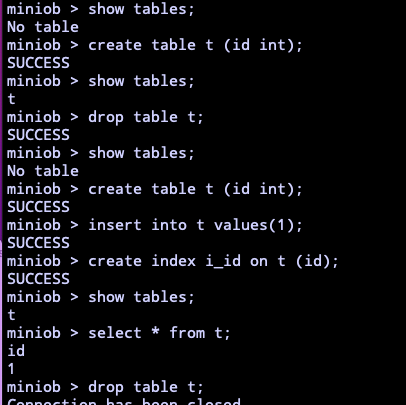 miniob > show tables;
No table
miniob > create table t (id int);
SUCCESS
miniob > show tables;
t
miniob > drop table t;
SUCCESS
miniob > show tables;
No table
miniob > create table t (id int);
SUCCESS
miniob > insert into t values(1);
SUCCESS
miniob > create index i_id on t (id);
SUCCESS
miniob > show tables;
t
miniob > select * from t;
id
1
miniob > drop table t;
Connection has been closed